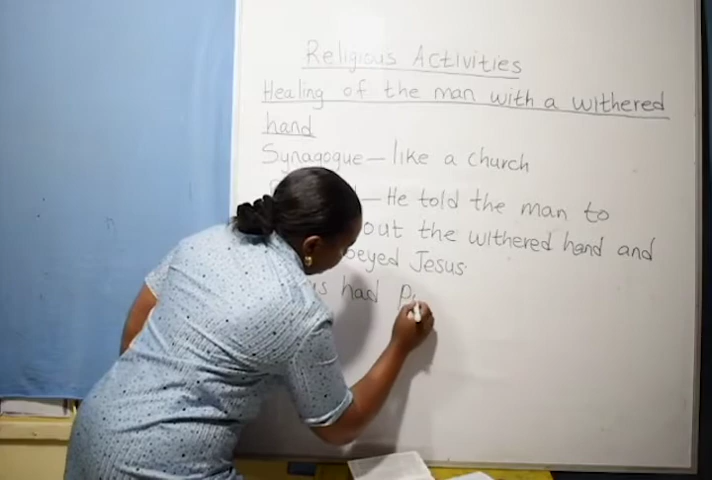 Religious Activities
Healing of the man with a withered
hand
Synagogue – like a church
– He told the man to
out the withered hand and
Jesus.
had